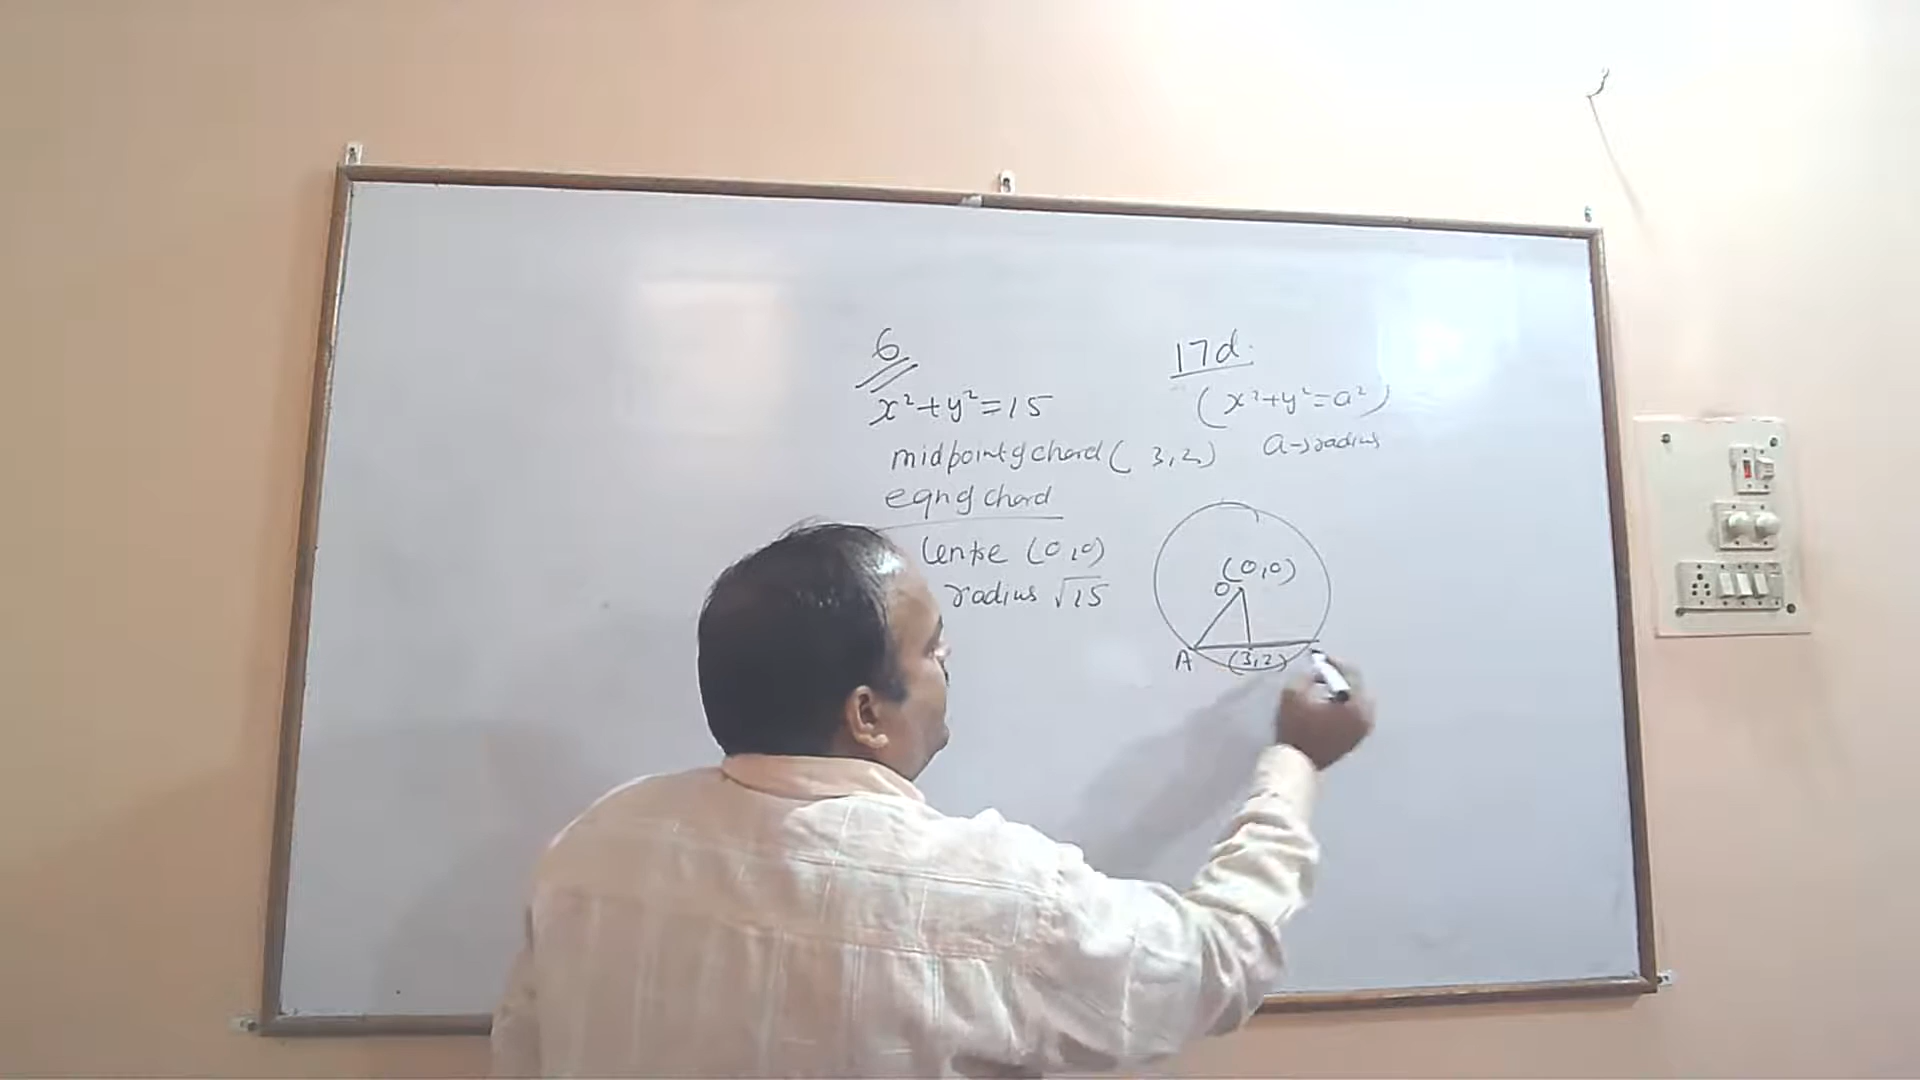 6
x²+y²=15
midpoint of chord ( 3,2)
eqn of chord
Centre (0,0)
radius √15
17d.
(x²+y²=a²)
a→radius
(0,0)
O
A
(3,2)